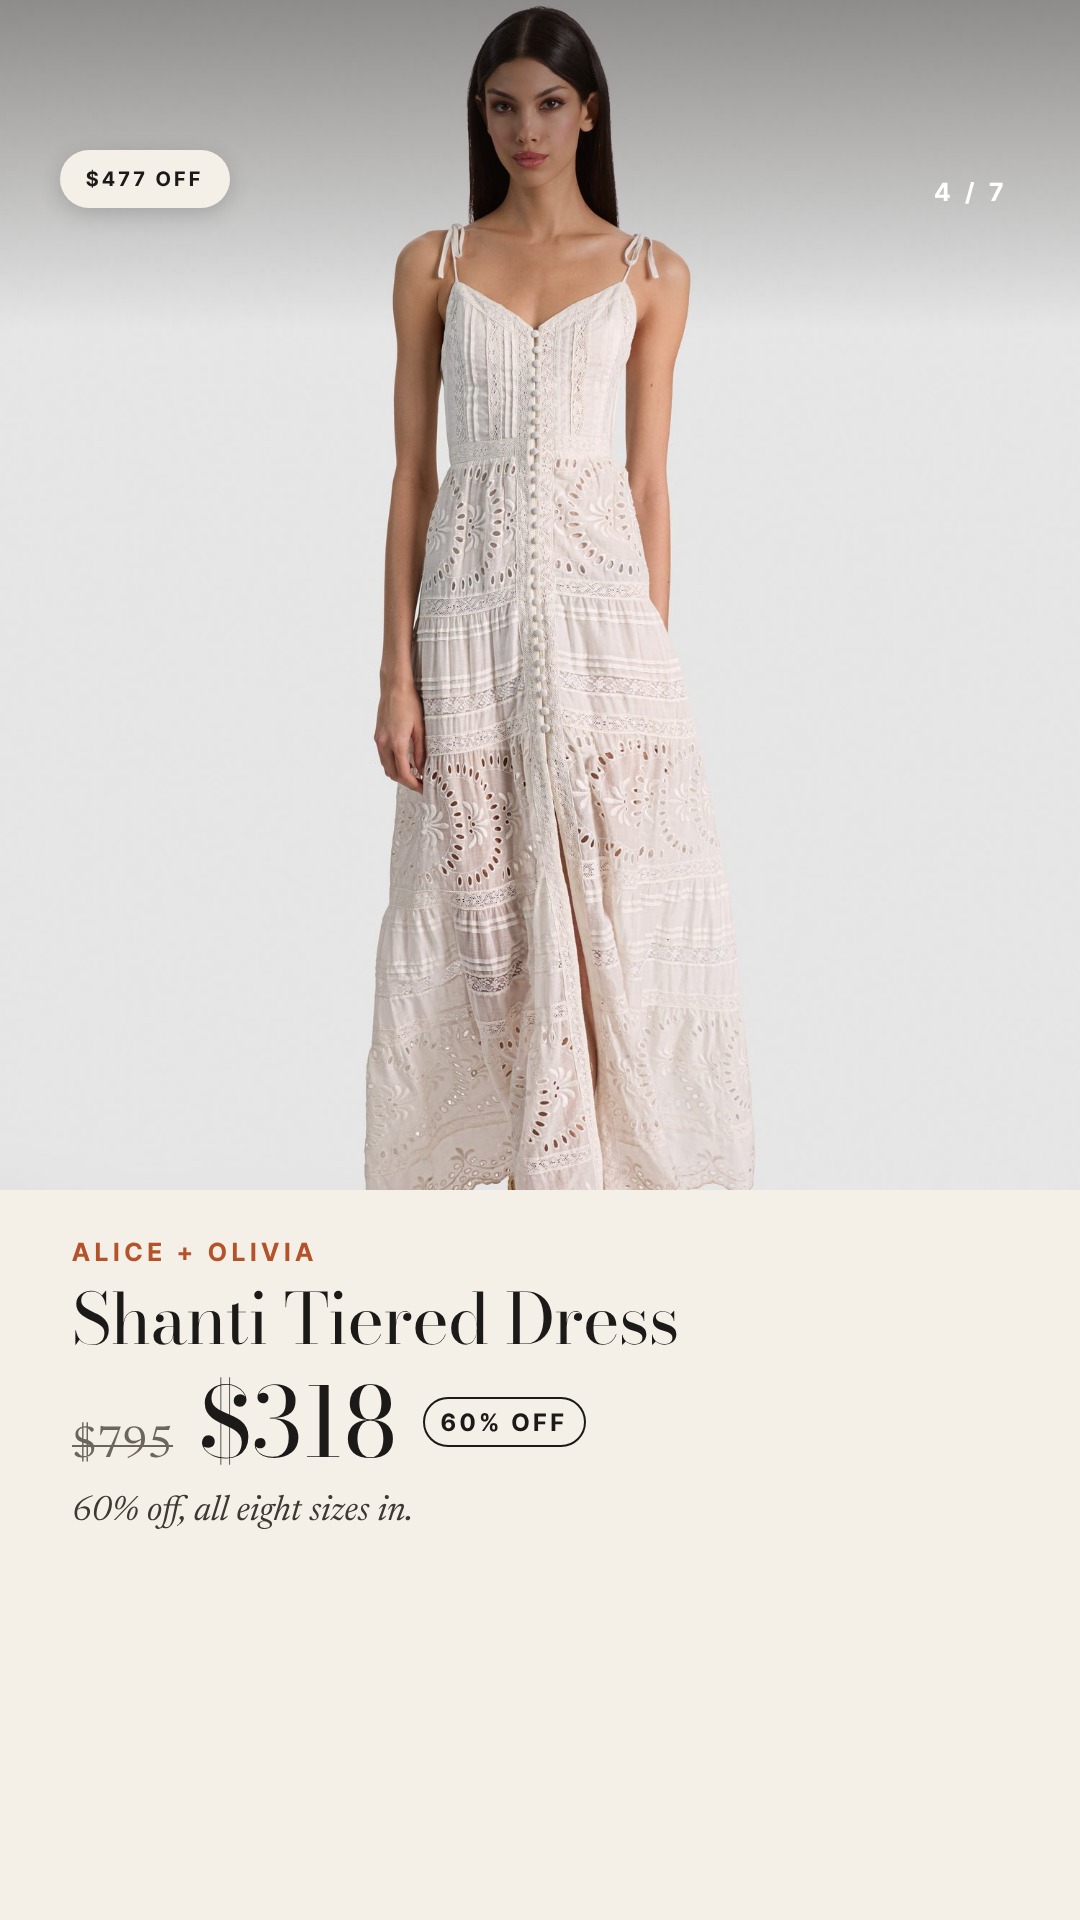 $477 OFF
4 / 7
ALICE + OLIVIA
Shanti Tiered Dress
$795 $318 60% OFF
60% off, all eight sizes in.